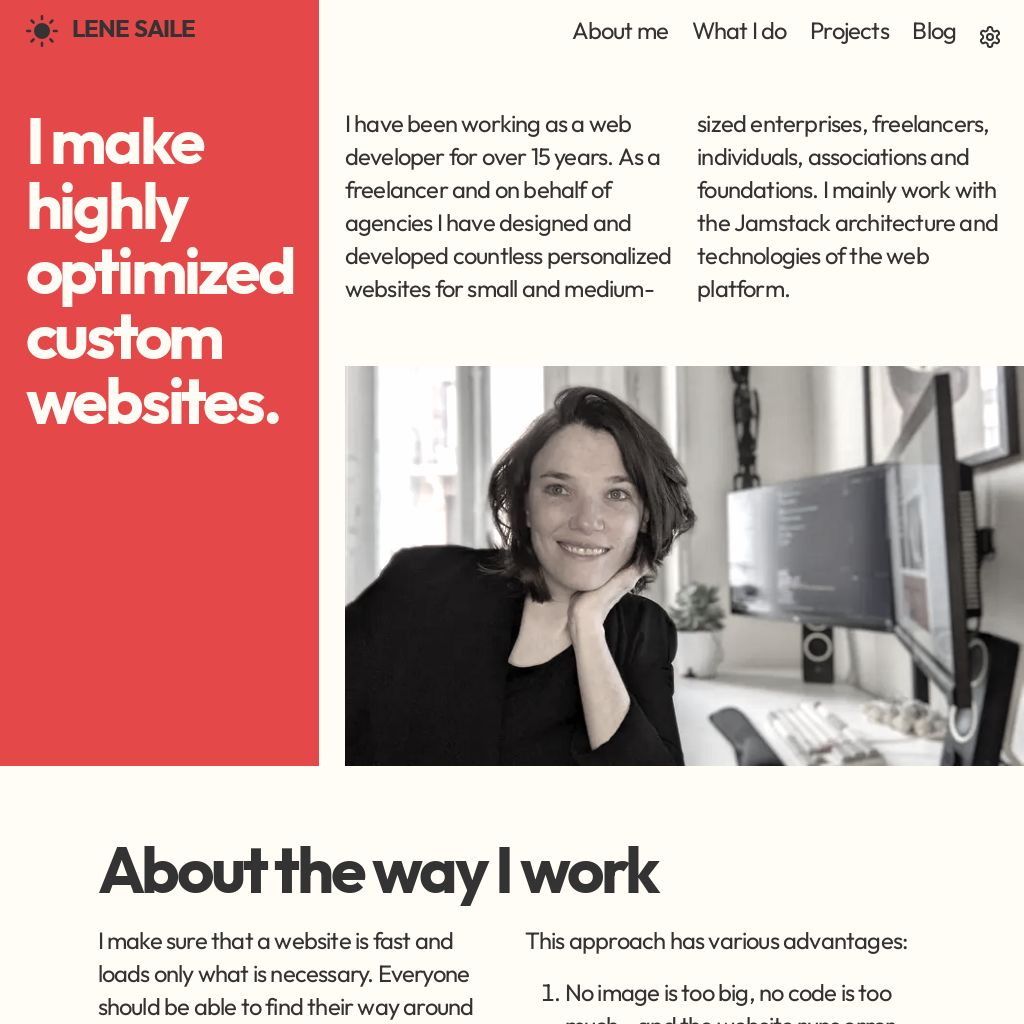 LENE SAILE
About me What I do Projects Blog
I make
highly
optimized
custom
websites.
I have been working as a web
developer for over 15 years. As a
freelancer and on behalf of
agencies I have designed and
developed countless personalized
websites for small and medium-
sized enterprises, freelancers,
individuals, associations and
foundations. I mainly work with
the Jamstack architecture and
technologies of the web
platform.
About the way I work
I make sure that a website is fast and
loads only what is necessary. Everyone
should be able to find their way around
This approach has various advantages:
1. No image is too big, no code is too